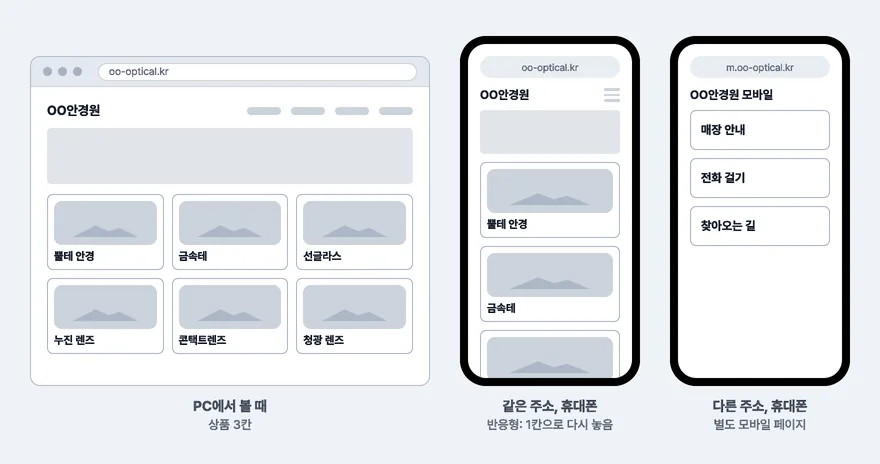 oo-optical.kr
OO안경원
뿔테 안경
금속테
선글라스
누진 렌즈
콘택트렌즈
청광 렌즈
PC에서 볼 때
상품 3칸
oo-optical.kr
OO안경원
뿔테 안경
금속테
같은 주소, 휴대폰
반응형: 1칸으로 다시 놓음
m.oo-optical.kr
OO안경원 모바일
매장 안내
전화 걸기
찾아오는 길
다른 주소, 휴대폰
별도 모바일 페이지